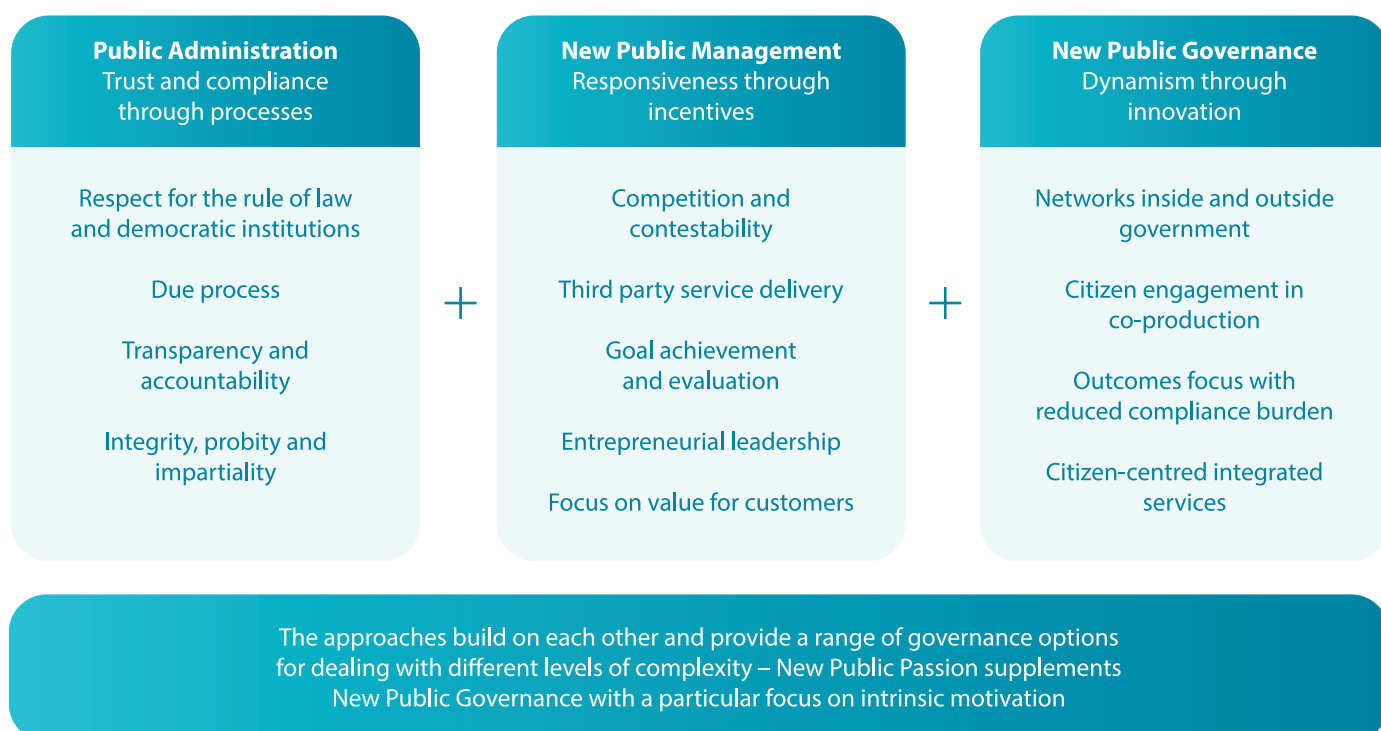 Public Administration
Trust and compliance
through processes
Respect for the rule of law
and democratic institutions
Due process
Transparency and
accountability
Integrity, probity and
impartiality
+
New Public Management
Responsiveness through
incentives
Competition and
contestability
Third party service delivery
Goal achievement
and evaluation
Entrepreneurial leadership
Focus on value for customers
+
New Public Governance
Dynamism through
innovation
Networks inside and outside
government
Citizen engagement in
co-production
Outcomes focus with
reduced compliance burden
Citizen-centred integrated
services
The approaches build on each other and provide a range of governance options
for dealing with different levels of complexity – New Public Passion supplements
New Public Governance with a particular focus on intrinsic motivation